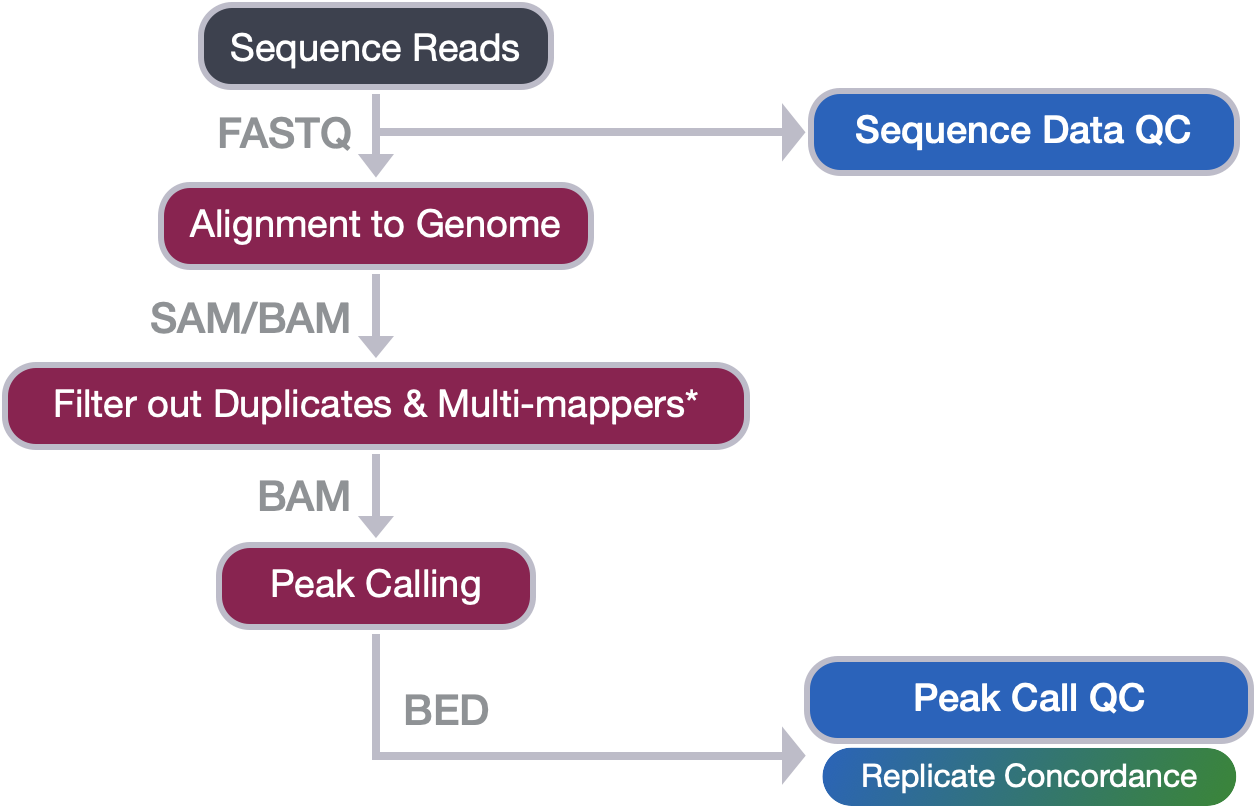 Sequence Reads
FASTQ
Sequence Data QC
Alignment to Genome
SAM/BAM
Filter out Duplicates & Multi-mappers*
BAM
Peak Calling
BED
Peak Call QC
Replicate Concordance